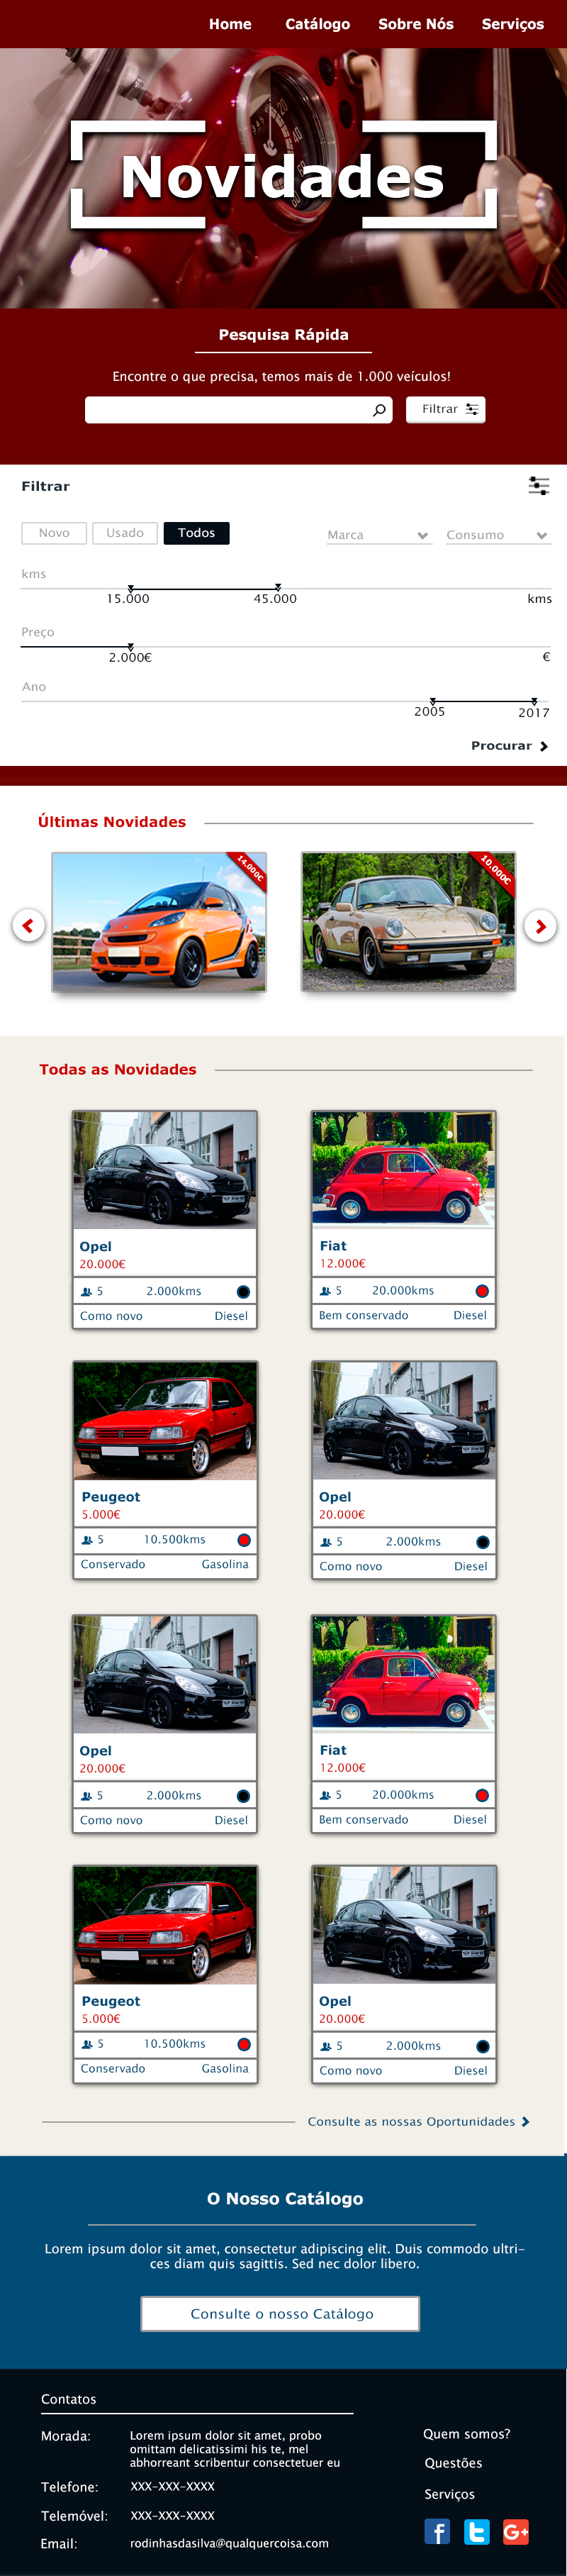 Home Catálogo Sobre Nós Serviços
Novidades
Pesquisa Rápida
Encontre o que precisa, temos mais de 1.000 veículos!
Filtrar
Filtrar
Novo Usado Todos Marca Consumo
kms
15.000 45.000 kms
Preço
2.000€ €
Ano
2005 2017
Procurar
Últimas Novidades
14.000€ 10.000€
Todas as Novidades
Opel
20.000€
5 2.000kms
Como novo Diesel
Fiat
12.000€
5 20.000kms
Bem conservado Diesel
Peugeot
5.000€
5 10.500kms
Conservado Gasolina
Opel
20.000€
5 2.000kms
Como novo Diesel
Opel
20.000€
5 2.000kms
Como novo Diesel
Fiat
12.000€
5 20.000kms
Bem conservado Diesel
Peugeot
5.000€
5 10.500kms
Conservado Gasolina
Opel
20.000€
5 2.000kms
Como novo Diesel
Consulte as nossas Oportunidades
O Nosso Catálogo
Lorem ipsum dolor sit amet, consectetur adipiscing elit. Duis commodo ultri-
ces diam quis sagittis. Sed nec dolor libero.
Consulte o nosso Catálogo
Contatos
Morada: Lorem ipsum dolor sit amet, probo
omittam delicatissimi his te, mel
abhorreant scribentur consectetuer eu
Telefone: XXX-XXX-XXXX
Telemóvel: XXX-XXX-XXXX
Email: rodinhasdasilva@qualquercoisa.com
Quem somos?
Questões
Serviços
f t G+